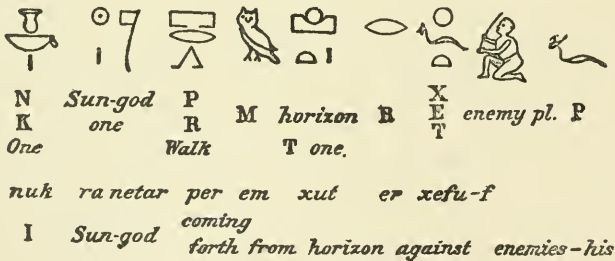 N Sun-god P M horizon R X enemy pl. P
K one R E
One Walk T one. T
nuk ra netar per em xut er xefu-f
I Sun-god coming
forth from horizon against enemies-his